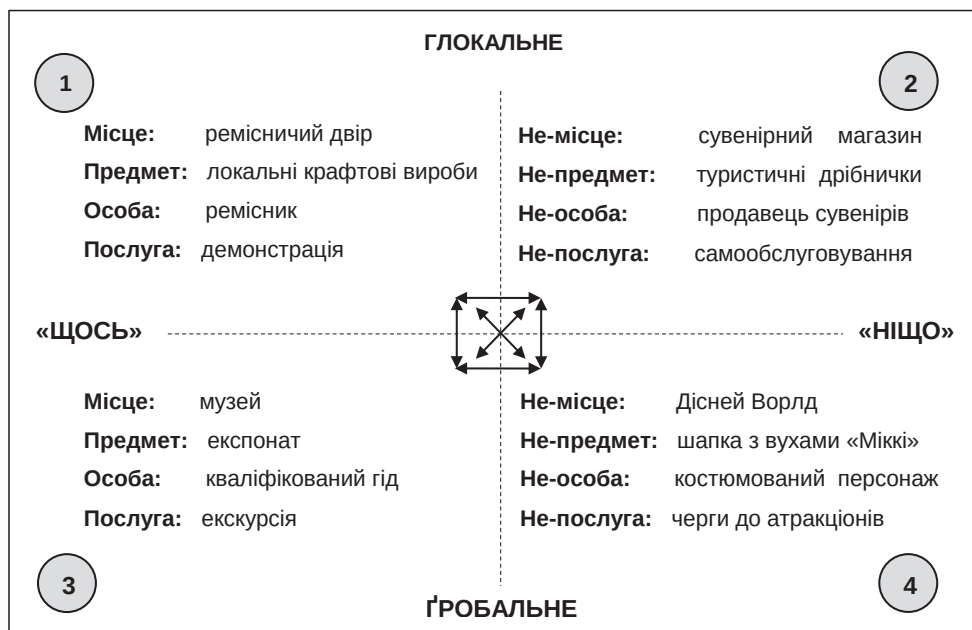 ГЛОКАЛЬНЕ
1
Місце: ремісничий двір
Предмет: локальні крафтові вироби
Особа: ремісник
Послуга: демонстрація
2
Не-місце: сувенірний магазин
Не-предмет: туристичні дрібнички
Не-особа: продавець сувенірів
Не-послуга: самообслуговування
«ЩОСЬ»
«НІЩО»
Місце: музей
Предмет: експонат
Особа: кваліфікований гід
Послуга: екскурсія
3
Не-місце: Дісней Ворлд
Не-предмет: шапка з вухами «Міккі»
Не-особа: костюмований персонаж
Не-послуга: черги до атракціонів
4
ҐРОБАЛЬНЕ